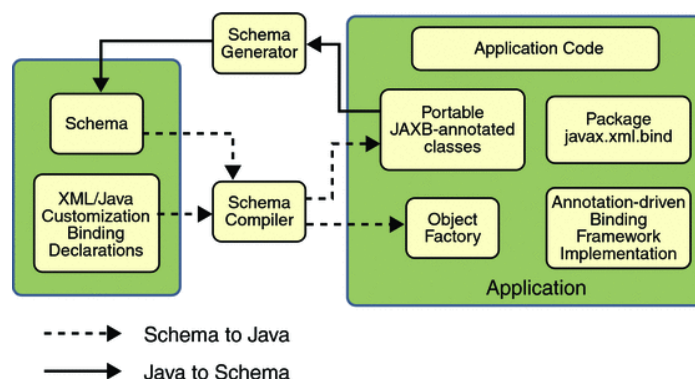 Schema
Generator
Application Code
Schema
Portable
JAXB-annotated
classes
Package
javax.xml.bind
XML/Java
Customization
Binding
Declarations
Schema
Compiler
Object
Factory
Annotation-driven
Binding
Framework
Implementation
Application
Schema to Java
Java to Schema